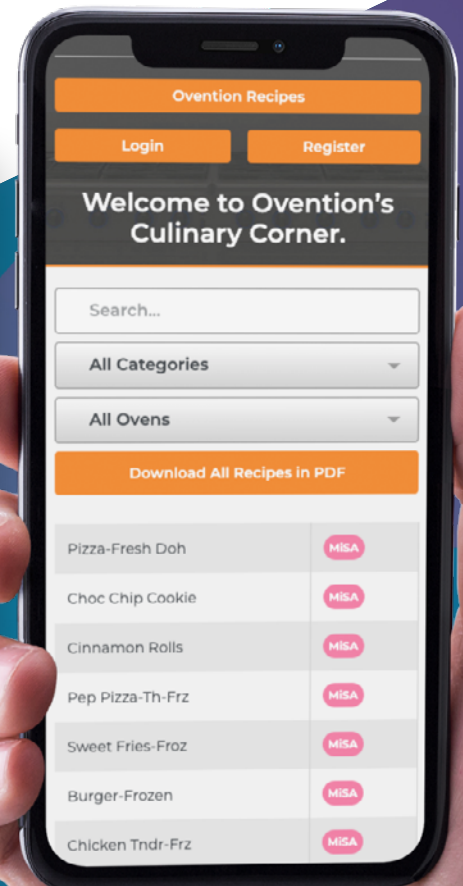 Ovention Recipes
Login Register
Welcome to Ovention's
Culinary Corner.
Search...
All Categories
All Ovens
Download All Recipes in PDF
Pizza-Fresh Doh MiSA
Choc Chip Cookie MiSA
Cinnamon Rolls MiSA
Pep Pizza-Th-Frz MiSA
Sweet Fries-Froz MiSA
Burger-Frozen MiSA
Chicken Tndr-Frz MiSA